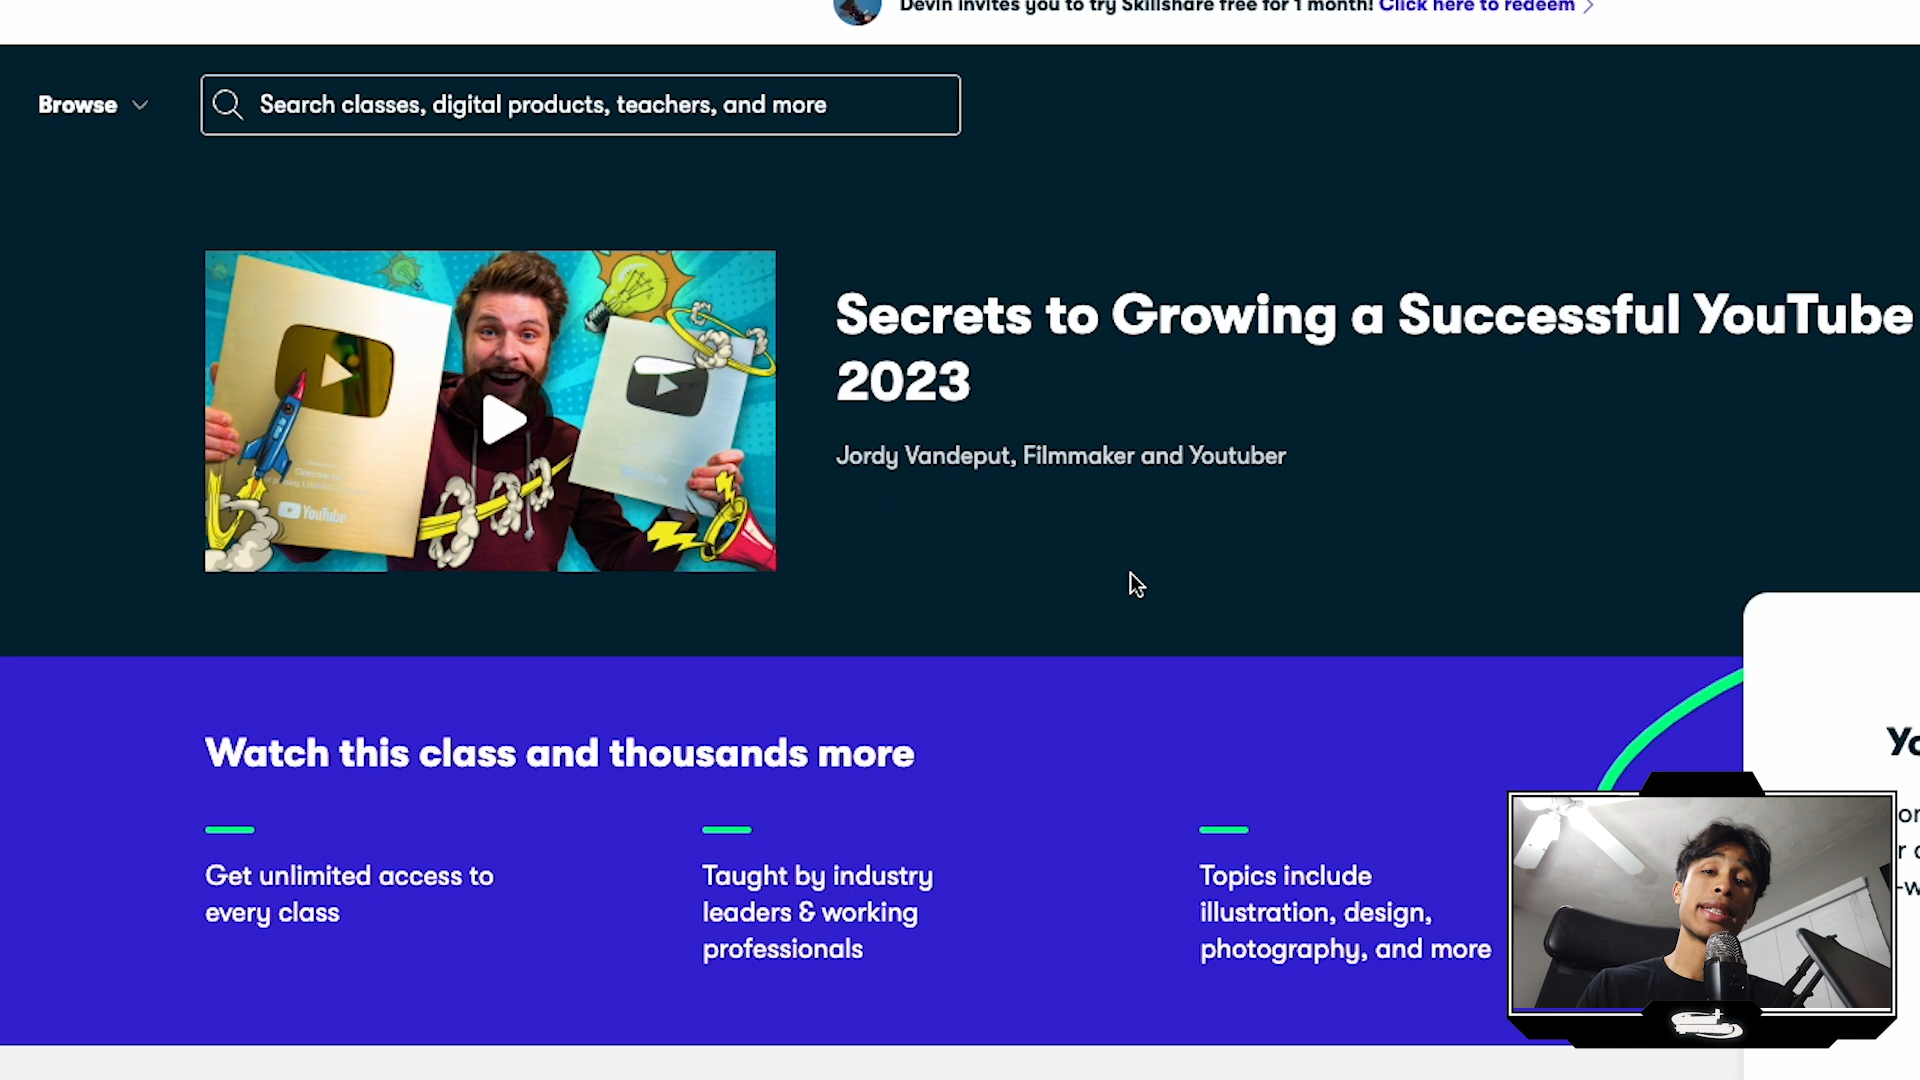 Devin invites you to try Skillshare free for 1 month! Click here to redeem
Browse
Search classes, digital products, teachers, and more
Secrets to Growing a Successful YouTube
2023
Jordy Vandeput, Filmmaker and Youtuber
YouTube
Watch this class and thousands more
Get unlimited access to
every class
Taught by industry
leaders & working
professionals
Topics include
illustration, design,
photography, and more